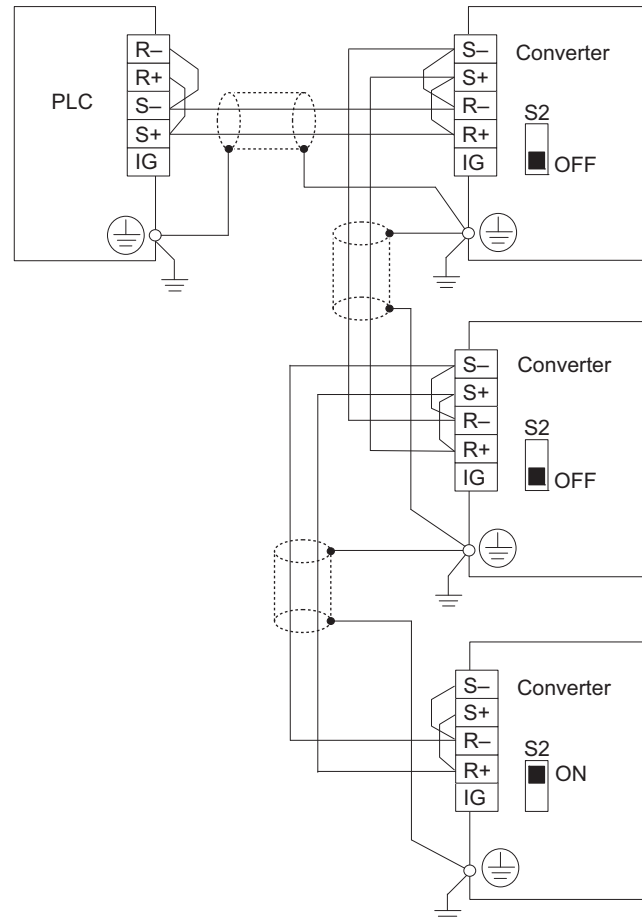 PLC
R–
R+
S–
S+
IG
S–
S+
R–
R+
IG
Converter
S2
OFF
S–
S+
R–
R+
IG
Converter
S2
OFF
S–
S+
R–
R+
IG
Converter
S2
ON